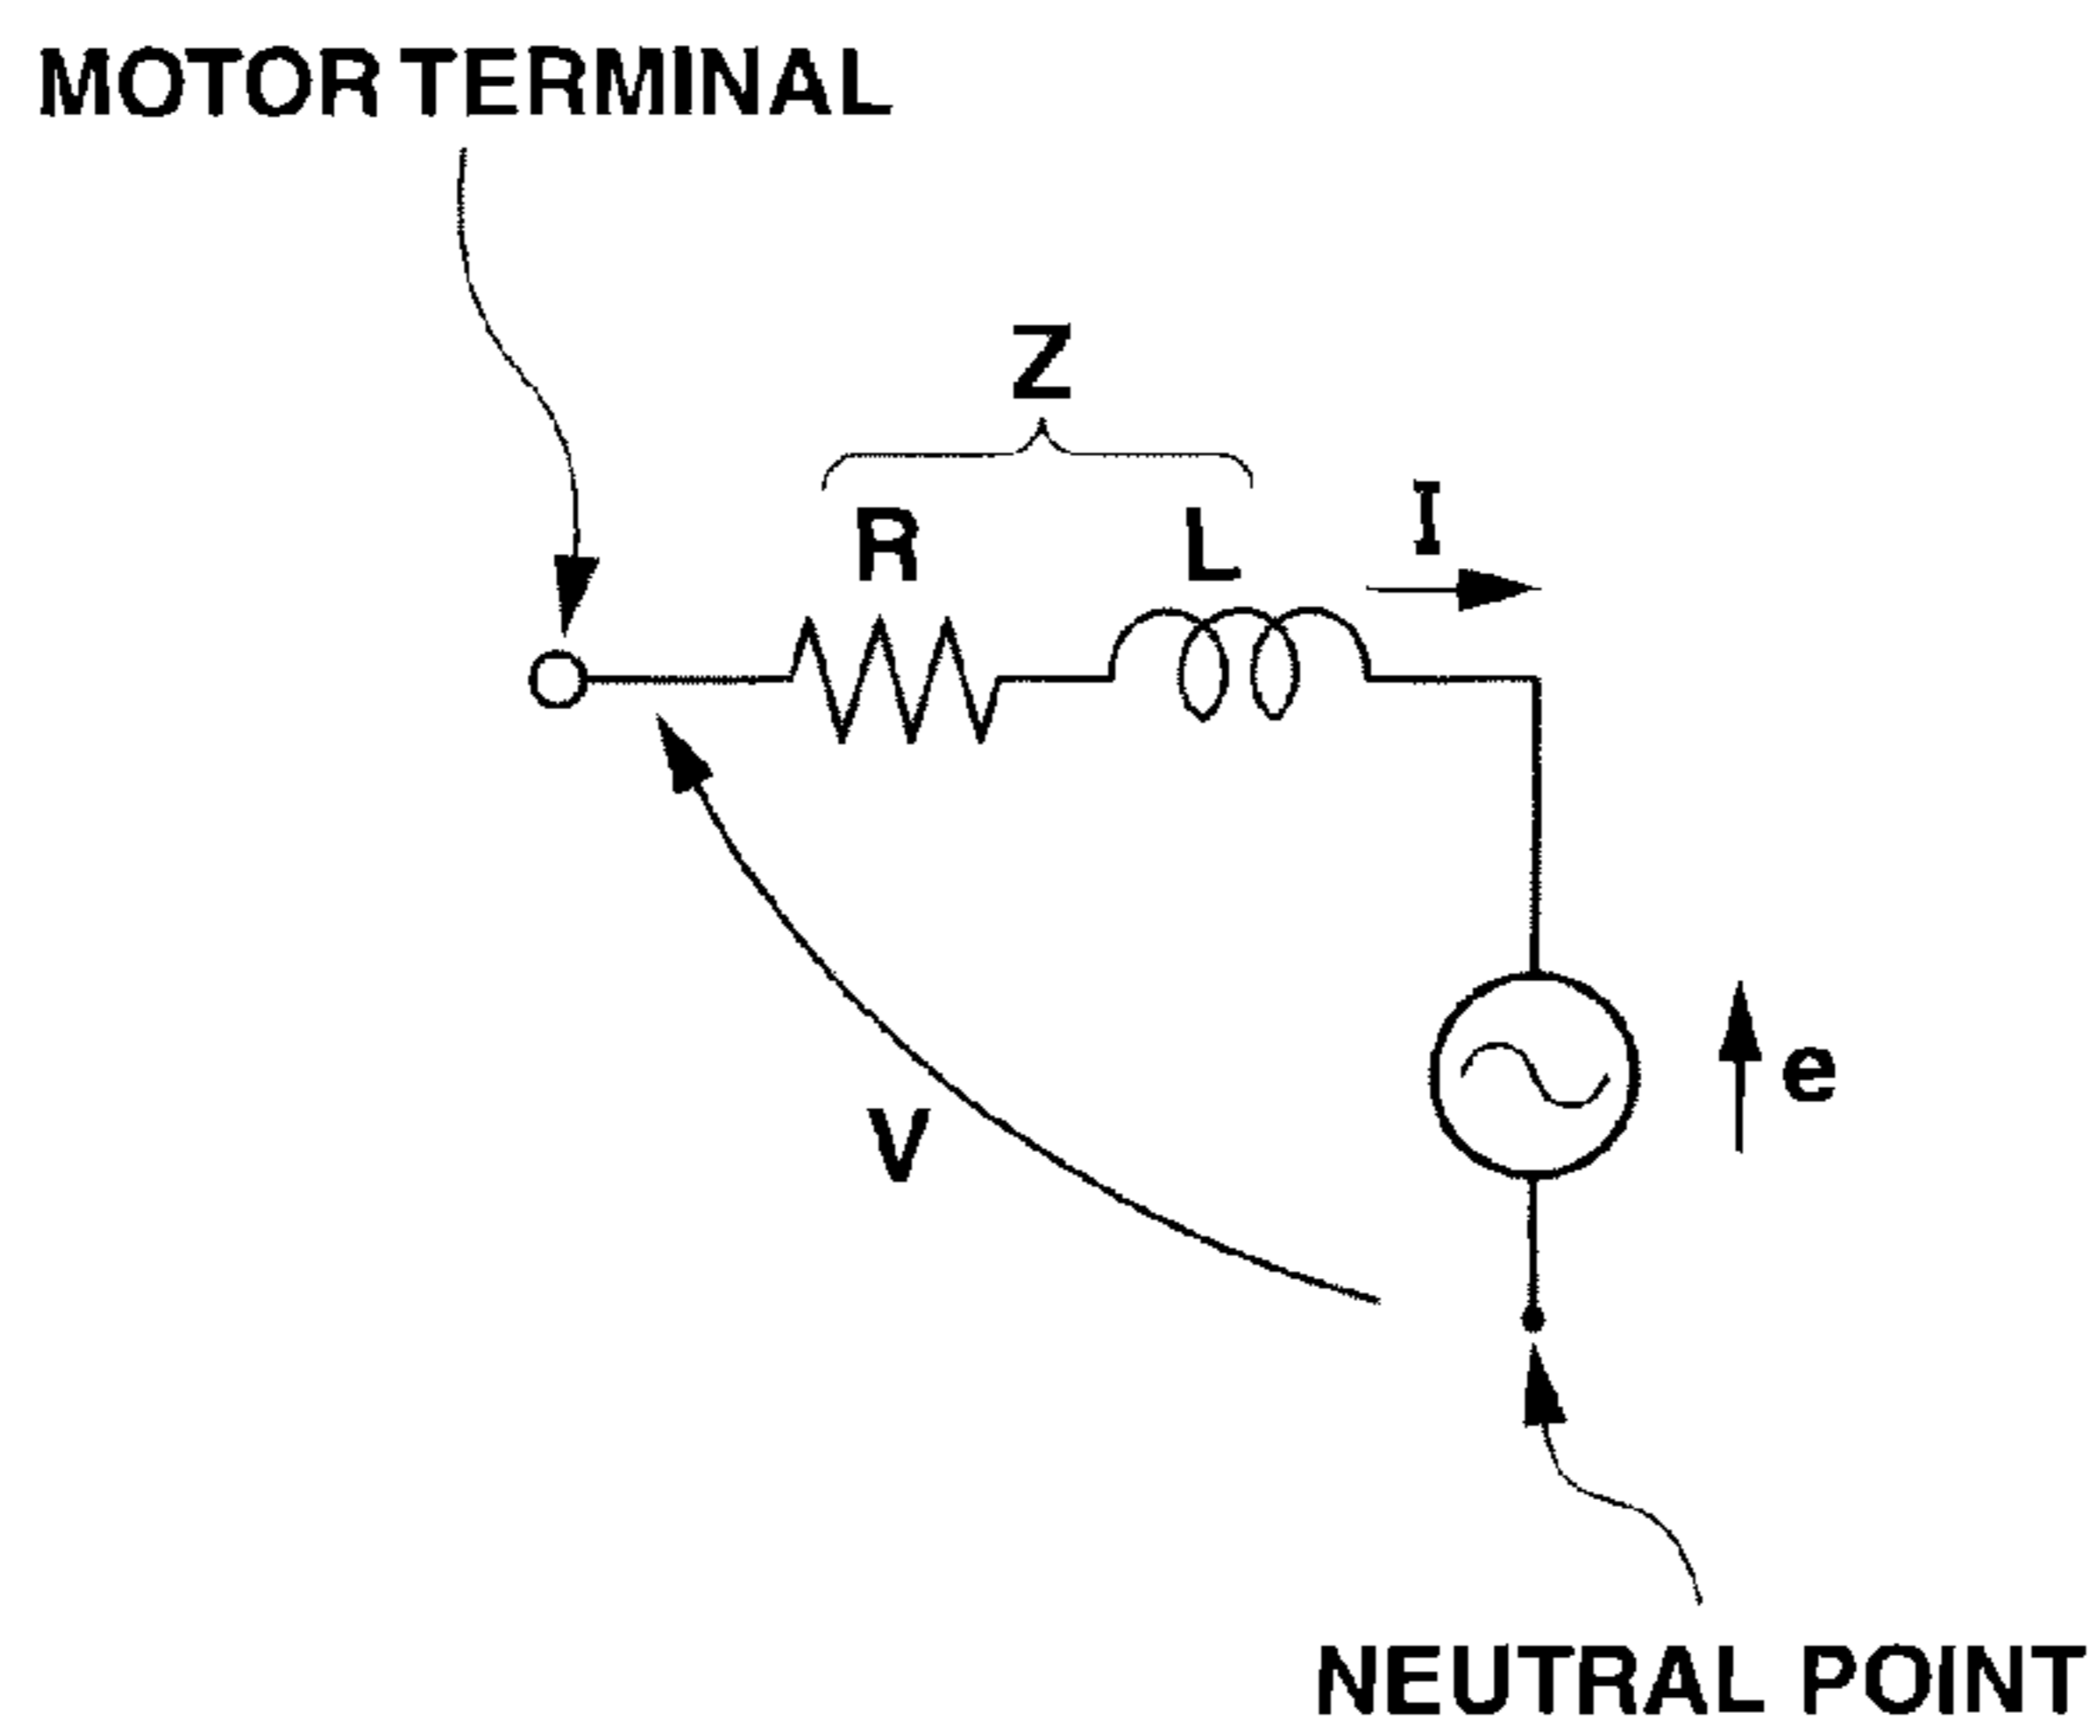 MOTOR TERMINAL
Z
R L I
e
V
NEUTRAL POINT